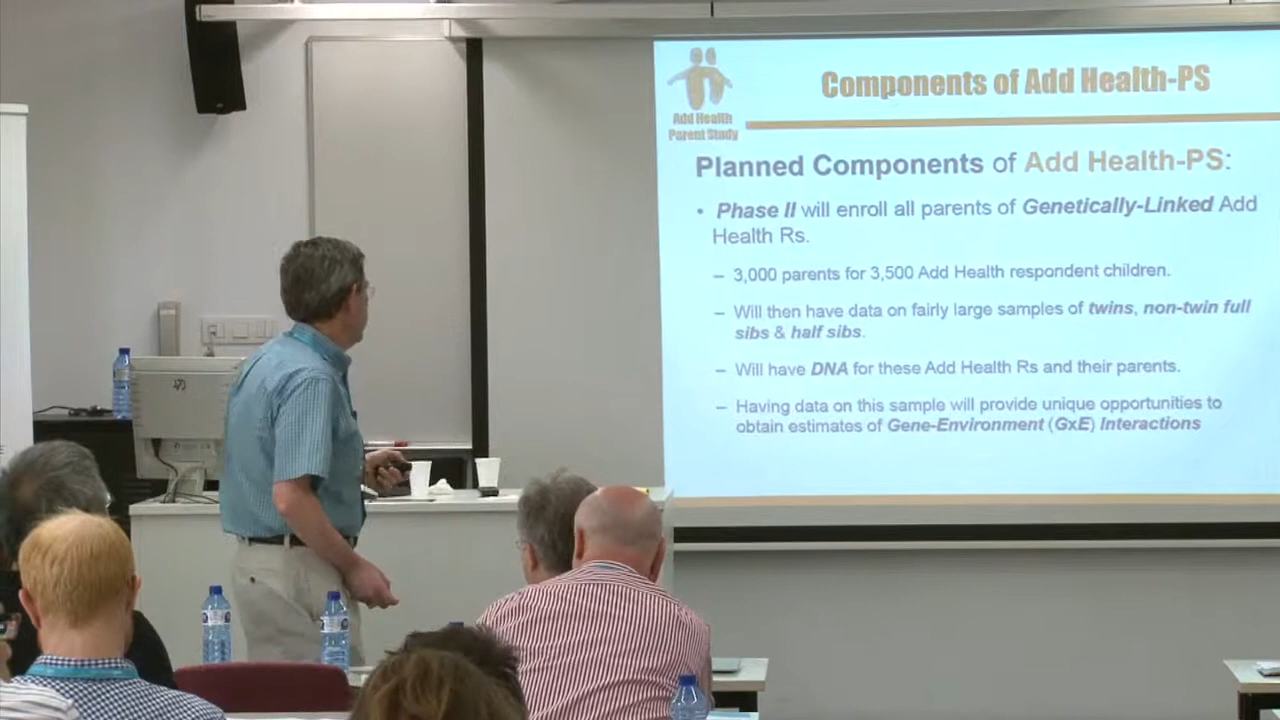 Add Health
Parent Study
Components of Add Health-PS
Planned Components of Add Health-PS:
• Phase II will enroll all parents of Genetically-Linked Add
Health Rs.
– 3,000 parents for 3,500 Add Health respondent children.
– Will then have data on fairly large samples of twins, non-twin full
sibs & half sibs.
– Will have DNA for these Add Health Rs and their parents.
– Having data on this sample will provide unique opportunities to
obtain estimates of Gene-Environment (GxE) Interactions